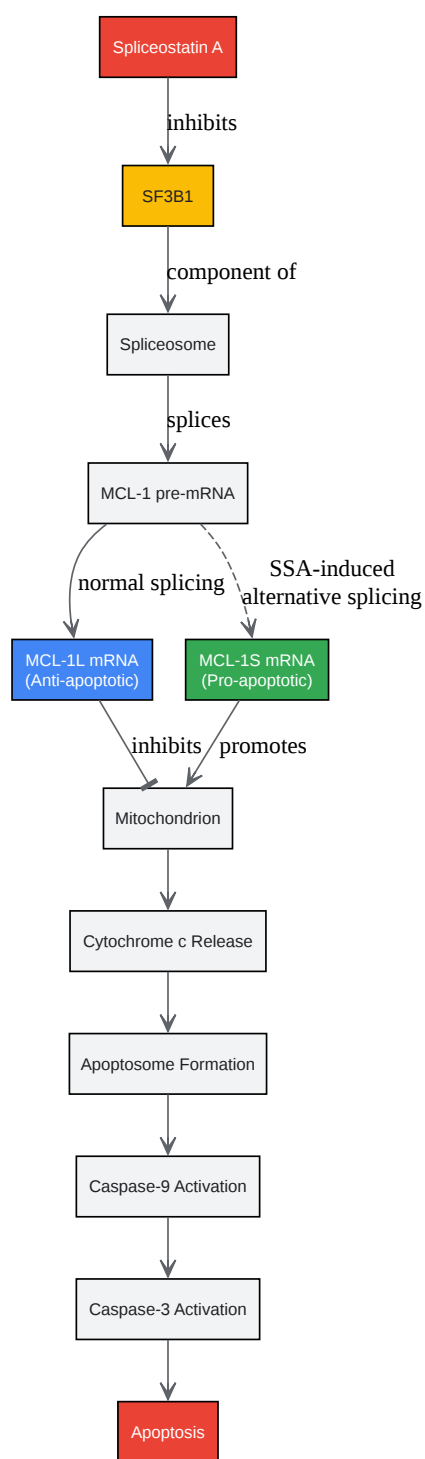 Spliceostatin A
inhibits
SF3B1
component of
Spliceosome
splices
MCL-1 pre-mRNA
normal splicing
SSA-induced
alternative splicing
MCL-1L mRNA
(Anti-apoptotic)
MCL-1S mRNA
(Pro-apoptotic)
inhibits
promotes
Mitochondrion
Cytochrome c Release
Apoptosome Formation
Caspase-9 Activation
Caspase-3 Activation
Apoptosis